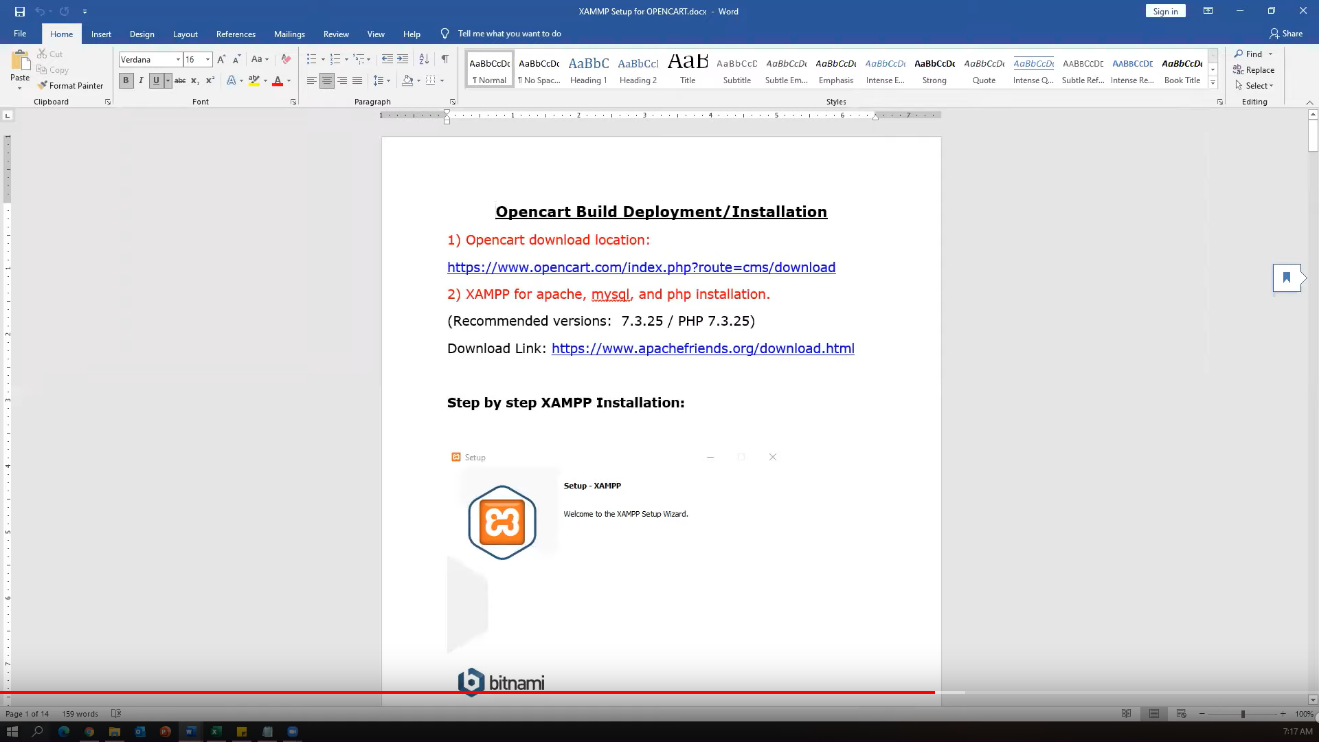 XAMMP Setup for OPENCART.docx - Word
Sign in
File Home Insert Design Layout References Mailings Review View Help Tell me what you want to do
Share
Paste
Cut
Copy
Format Painter
Clipboard
Verdana 16
Font
Paragraph
AaBbCcDc AaBbCcDc AaBbC AaBbCcI AaB AaBbCcD AaBbCcDc AaBbCcDc AaBbCcDc AaBbCcDc AaBbCcDc AaBbCcDc AaBbCcDc AaBbCcDc AaBbCcDc
¶ Normal ¶ No Spac... Heading 1 Heading 2 Title Subtitle Subtle Em... Emphasis Intense E... Strong Quote Intense Q... Subtle Ref... Intense Re... Book Title
Styles
Find
Replace
Select
Editing
Opencart Build Deployment/Installation
1) Opencart download location:
https://www.opencart.com/index.php?route=cms/download
2) XAMPP for apache, mysql, and php installation.
(Recommended versions:  7.3.25 / PHP 7.3.25)
Download Link: https://www.apachefriends.org/download.html
Step by step XAMPP Installation:
Setup
Setup - XAMPP
Welcome to the XAMPP Setup Wizard.
bitnami
Page 1 of 14 159 words
100%
7:17 AM